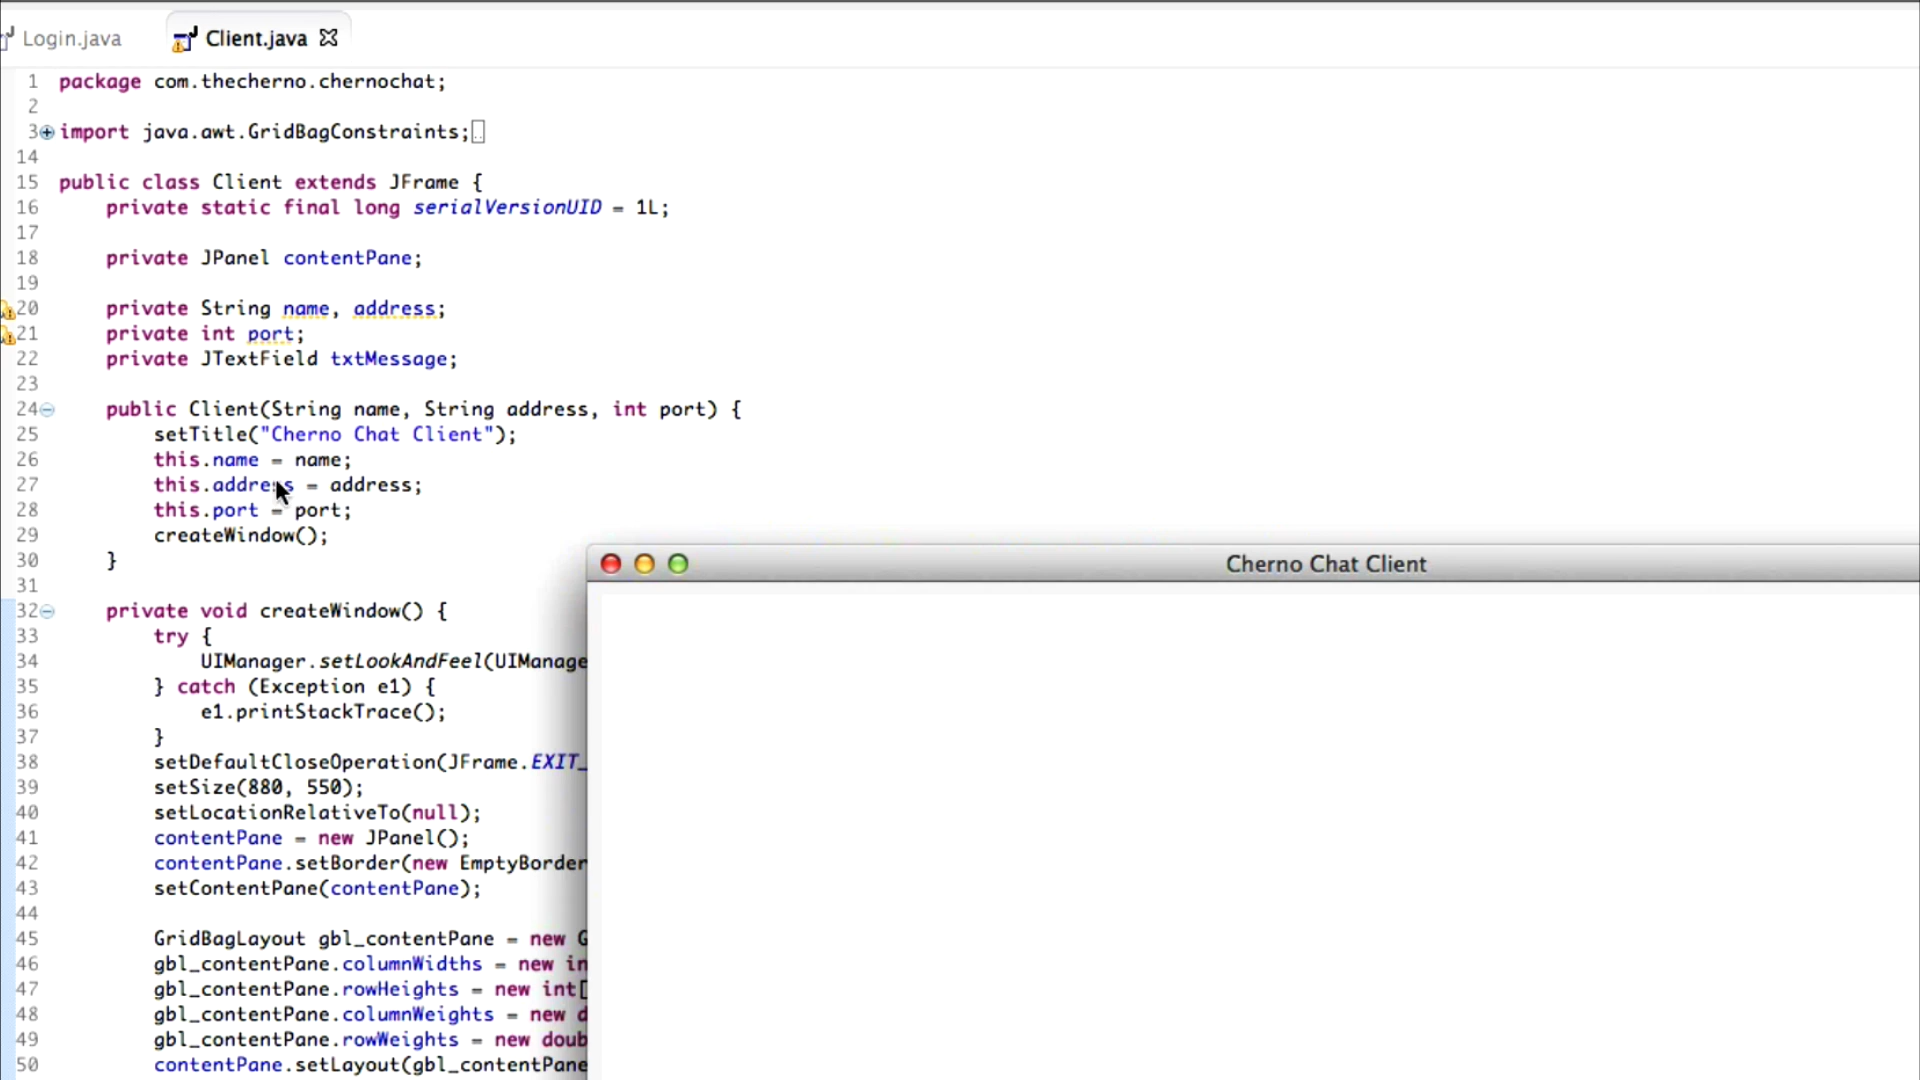 Login.java
Client.java
1 package com.thecherno.chernochat;
2
3 import java.awt.GridBagConstraints;
14
15 public class Client extends JFrame {
16 private static final long serialVersionUID = 1L;
17
18 private JPanel contentPane;
19
20 private String name, address;
21 private int port;
22 private JTextField txtMessage;
23
24 public Client(String name, String address, int port) {
25 setTitle("Cherno Chat Client");
26 this.name = name;
27 this.address = address;
28 this.port = port;
29 createWindow();
30 }
31
32 private void createWindow() {
33 try {
34 UIManager.setLookAndFeel(UIManage
35 } catch (Exception e1) {
36 e1.printStackTrace();
37 }
38 setDefaultCloseOperation(JFrame.EXIT_
39 setSize(880, 550);
40 setLocationRelativeTo(null);
41 contentPane = new JPanel();
42 contentPane.setBorder(new EmptyBorder
43 setContentPane(contentPane);
44
45 GridBagLayout gbl_contentPane = new G
46 gbl_contentPane.columnWidths = new in
47 gbl_contentPane.rowHeights = new int[
48 gbl_contentPane.columnWeights = new d
49 gbl_contentPane.rowWeights = new doub
50 contentPane.setLayout(gbl_contentPane
Cherno Chat Client